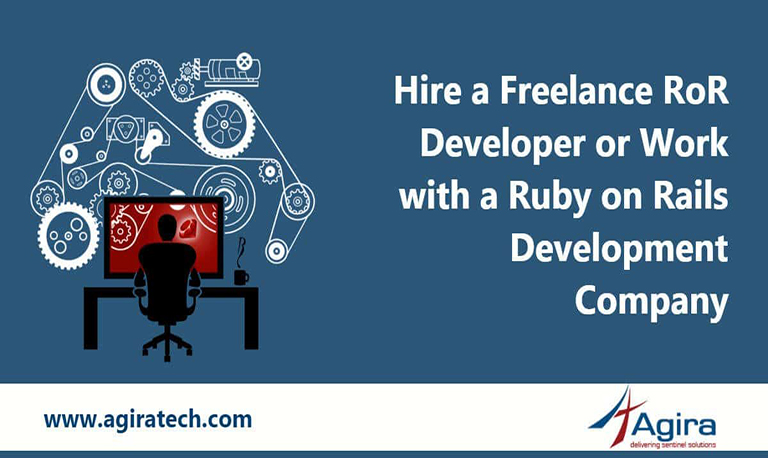 Hire a Freelance RoR
Developer or Work
with a Ruby on Rails
Development
Company
www.agiratech.com
Agira
delivering sentinel solutions